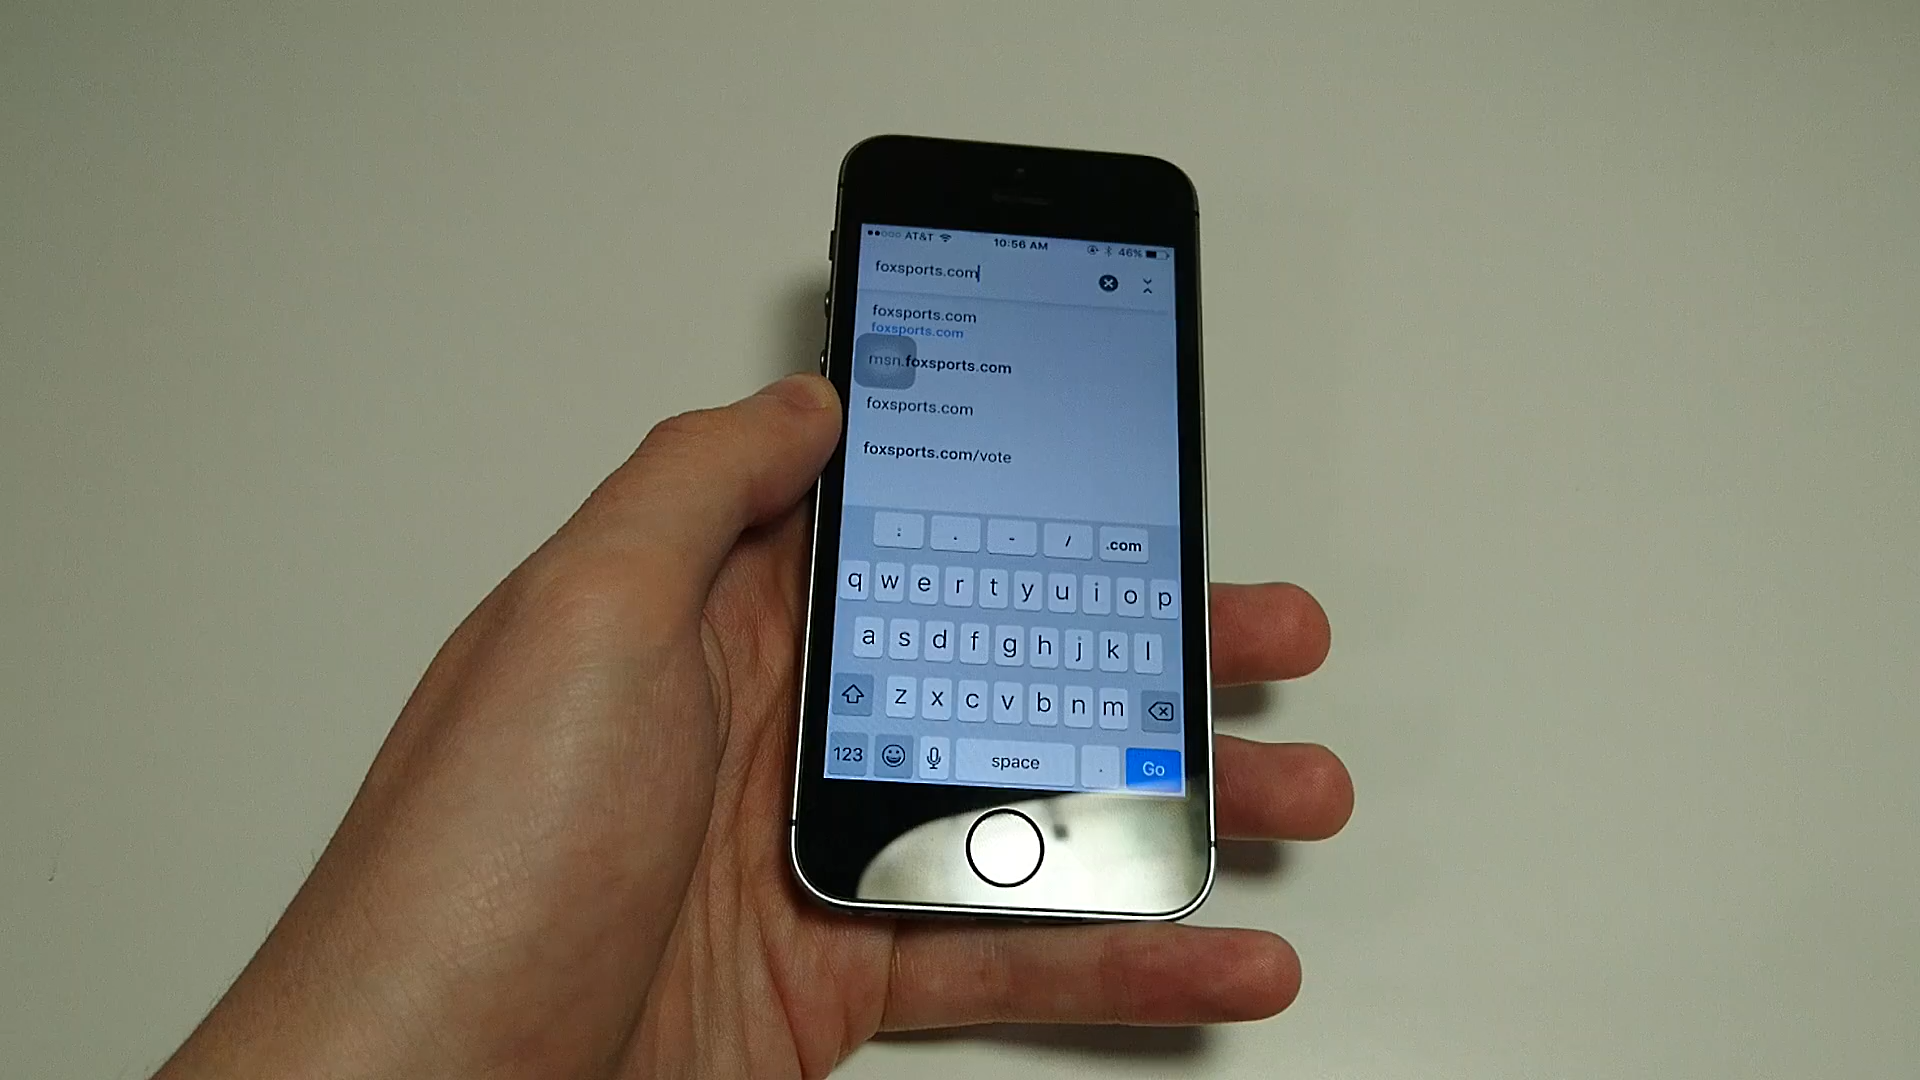 AT&T 10:56 AM 46%
foxsports.com
foxsports.com
foxsports.com
msn.foxsports.com
foxsports.com
foxsports.com/vote
: . - / .com
q w e r t y u i o p
a s d f g h j k l
z x c v b n m
123 space . Go